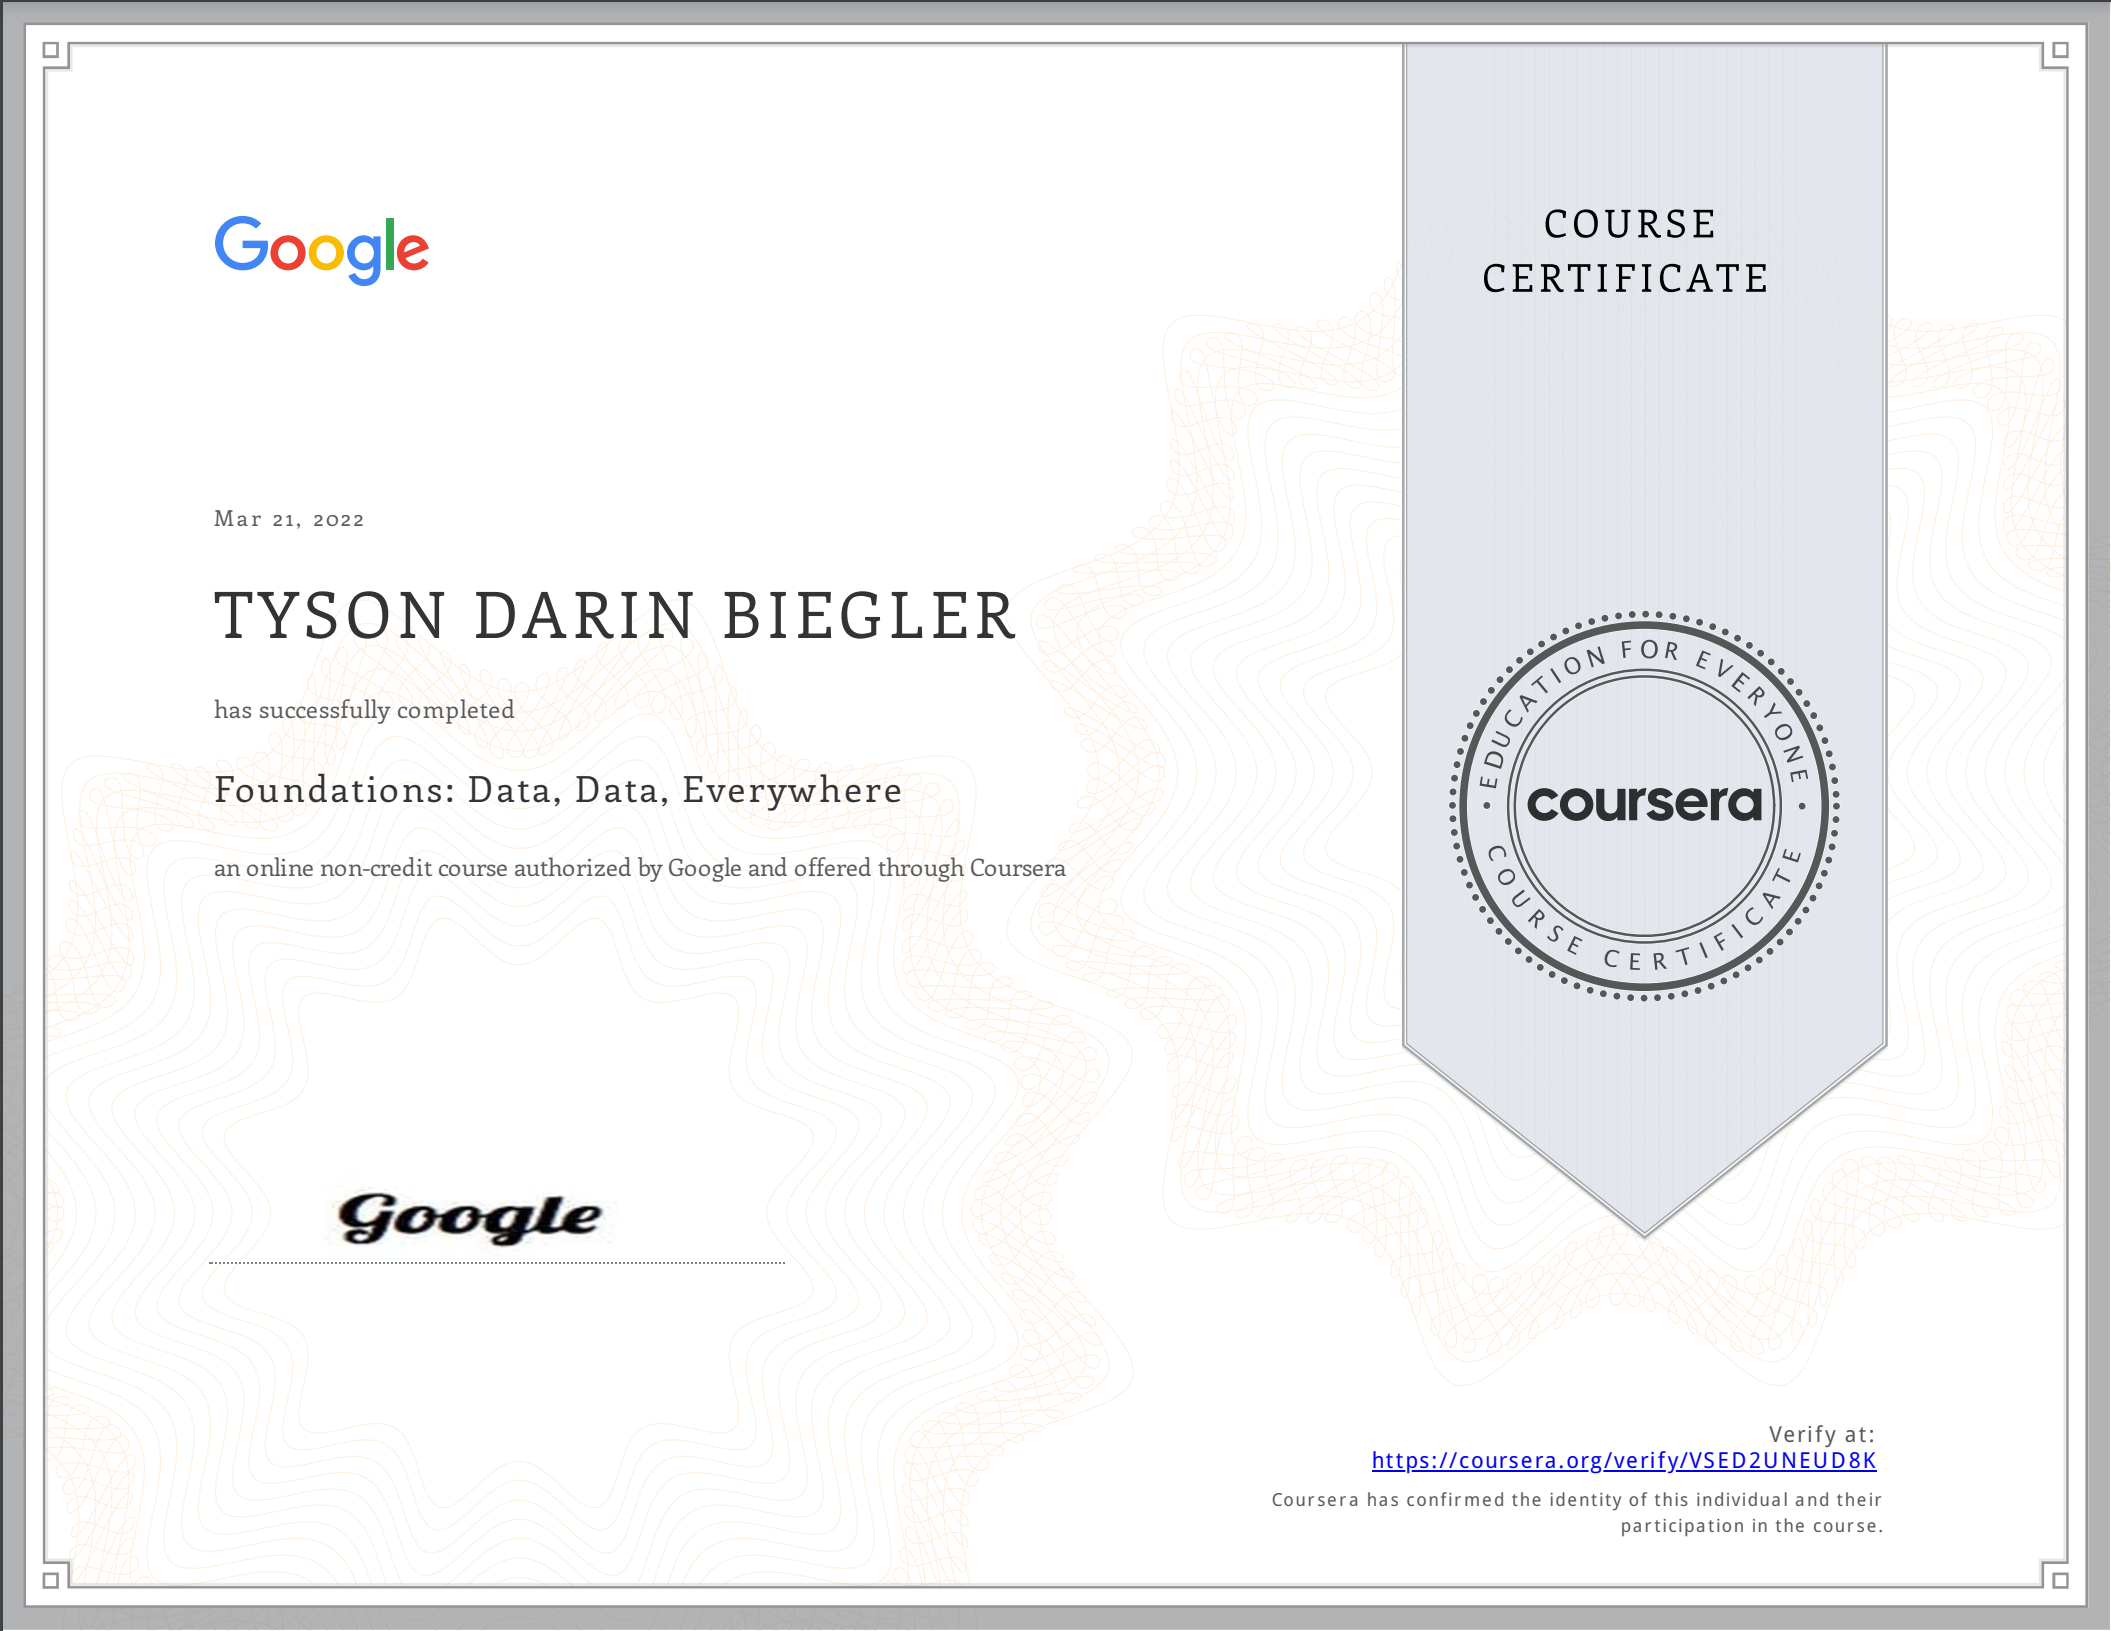 Google
COURSE
CERTIFICATE
Mar 21, 2022
TYSON DARIN BIEGLER
has successfully completed
Foundations: Data, Data, Everywhere
an online non-credit course authorized by Google and offered through Coursera
• EDUCATION FOR EVERYONE •
coursera
COURSE CERTIFICATE
Google
Verify at:
https://coursera.org/verify/VSED2UNEUD8K
Coursera has confirmed the identity of this individual and their
participation in the course.